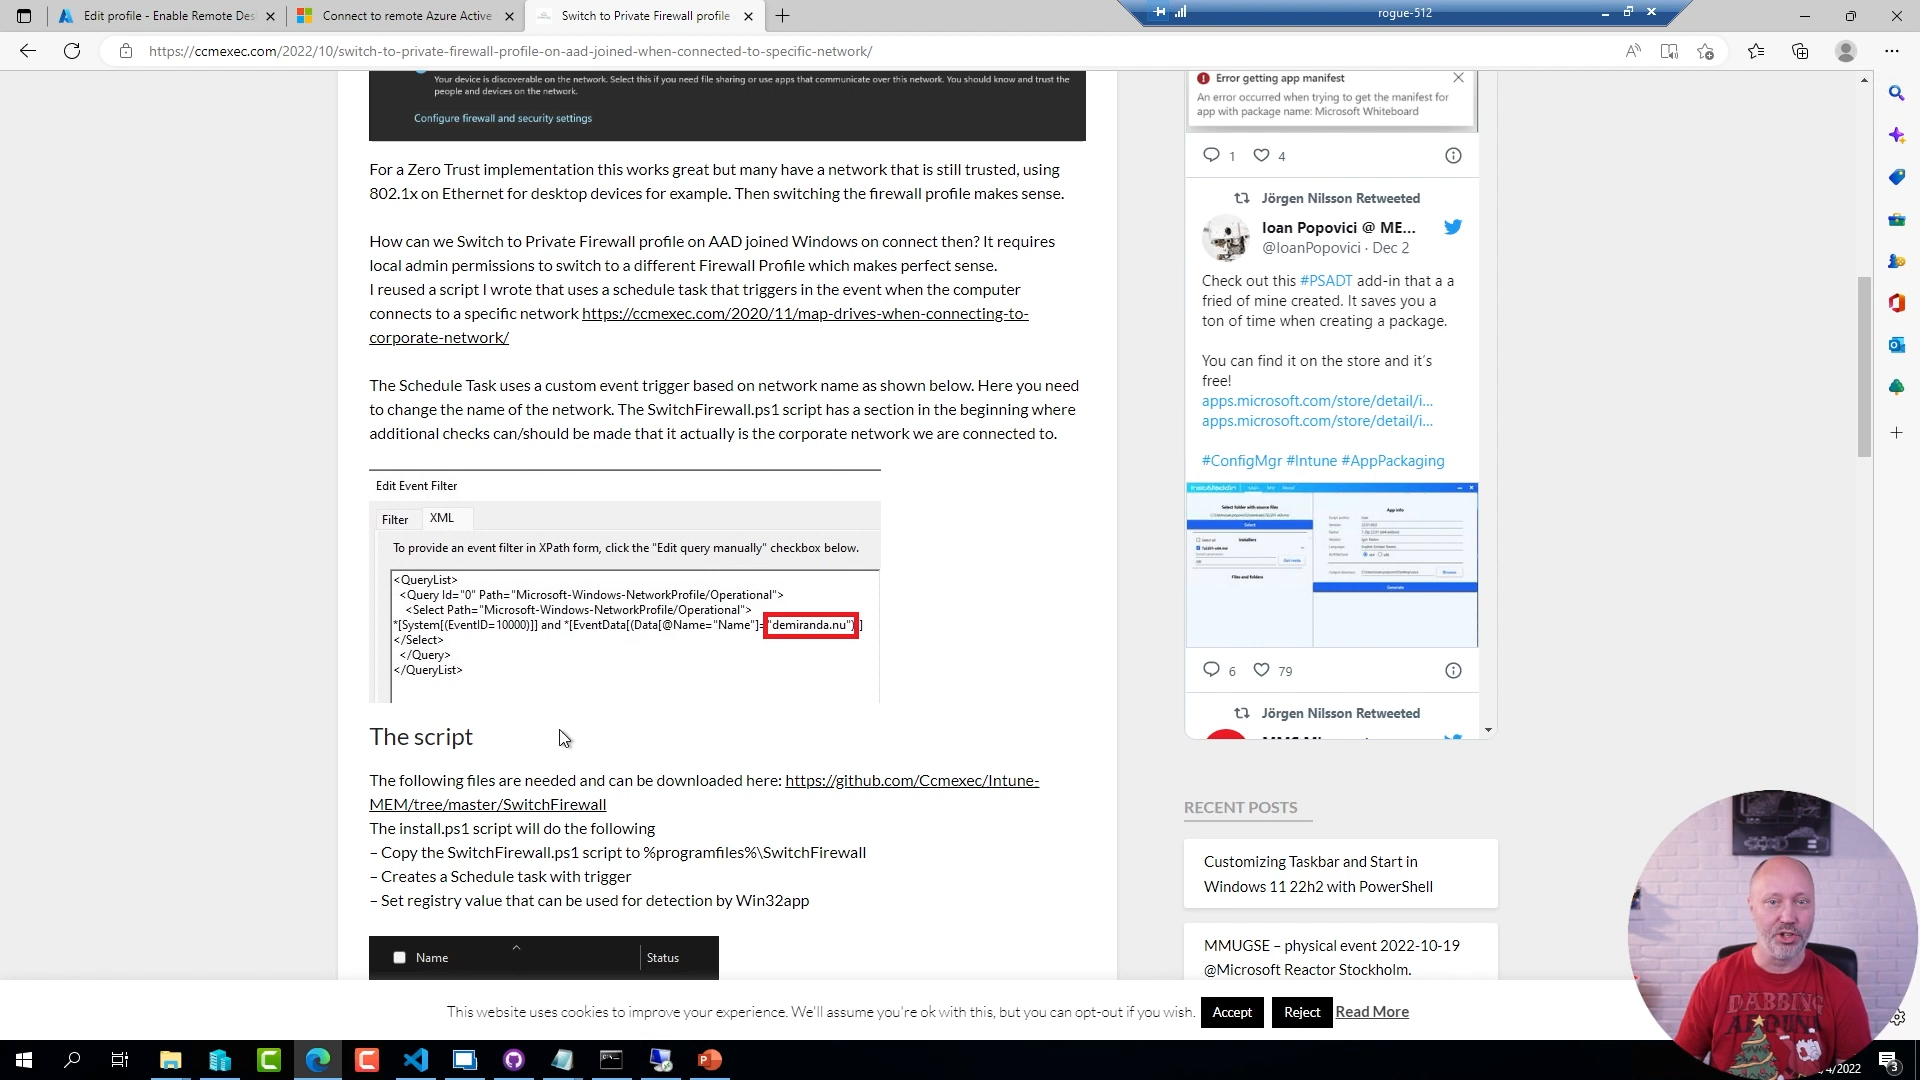 Edit profile - Enable Remote Des
Connect to remote Azure Active
Switch to Private Firewall profile
rogue-512
https://ccmexec.com/2022/10/switch-to-private-firewall-profile-on-aad-joined-when-connected-to-specific-network/
Your device is discoverable on the network. Select this if you need file sharing or use apps that communicate over this network. You should know and trust the
people and devices on the network.
Configure firewall and security settings
For a Zero Trust implementation this works great but many have a network that is still trusted, using
802.1x on Ethernet for desktop devices for example. Then switching the firewall profile makes sense.
How can we Switch to Private Firewall profile on AAD joined Windows on connect then? It requires
local admin permissions to switch to a different Firewall Profile which makes perfect sense.
I reused a script I wrote that uses a schedule task that triggers in the event when the computer
connects to a specific network https://ccmexec.com/2020/11/map-drives-when-connecting-to-
corporate-network/
The Schedule Task uses a custom event trigger based on network name as shown below. Here you need
to change the name of the network. The SwitchFirewall.ps1 script has a section in the beginning where
additional checks can/should be made that it actually is the corporate network we are connected to.
Edit Event Filter
Filter XML
To provide an event filter in XPath form, click the "Edit query manually" checkbox below.
<QueryList>
<Query Id="0" Path="Microsoft-Windows-NetworkProfile/Operational">
<Select Path="Microsoft-Windows-NetworkProfile/Operational">
*[System[(EventID=10000)]] and *[EventData[(Data[@Name="Name"]="demiranda.nu")]]
</Select>
</Query>
</QueryList>
The script
The following files are needed and can be downloaded here: https://github.com/Ccmexec/Intune-
MEM/tree/master/SwitchFirewall
The install.ps1 script will do the following
– Copy the SwitchFirewall.ps1 script to %programfiles%\SwitchFirewall
– Creates a Schedule task with trigger
– Set registry value that can be used for detection by Win32app
Name Status
Error getting app manifest
An error occurred when trying to get the manifest for
app with package name: Microsoft Whiteboard
1 4
Jörgen Nilsson Retweeted
Ioan Popovici @ ME...
@IoanPopovici · Dec 2
Check out this #PSADT add-in that a a
fried of mine created. It saves you a
ton of time when creating a package.
You can find it on the store and it's
free!
apps.microsoft.com/store/detail/i...
apps.microsoft.com/store/detail/i...
#ConfigMgr #Intune #AppPackaging
Select folder with source files
Select
Installers
Files and folders
App info
Generate
6 79
Jörgen Nilsson Retweeted
RECENT POSTS
Customizing Taskbar and Start in
Windows 11 22h2 with PowerShell
MMUGSE – physical event 2022-10-19
@Microsoft Reactor Stockholm.
This website uses cookies to improve your experience. We'll assume you're ok with this, but you can opt-out if you wish.
Accept Reject Read More
DABBING
AROUND
/4/2022
3